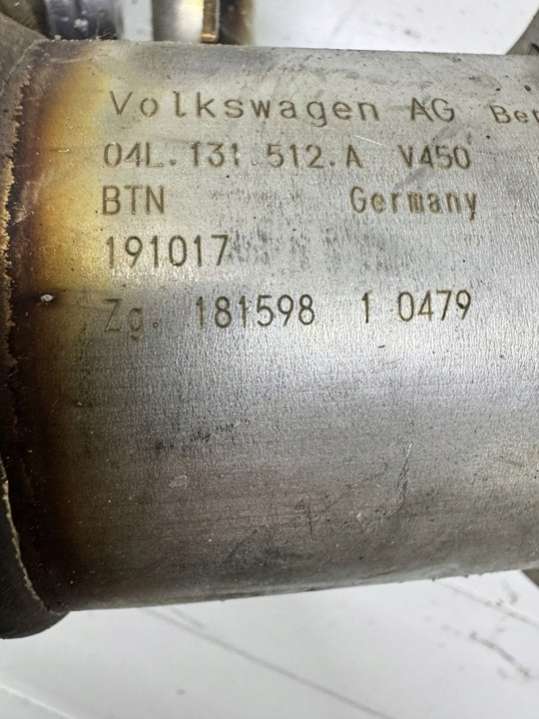 Volkswagen AG
04L.131.512.A V450
BTN Germany
191017
Zg. 181598 1 0479